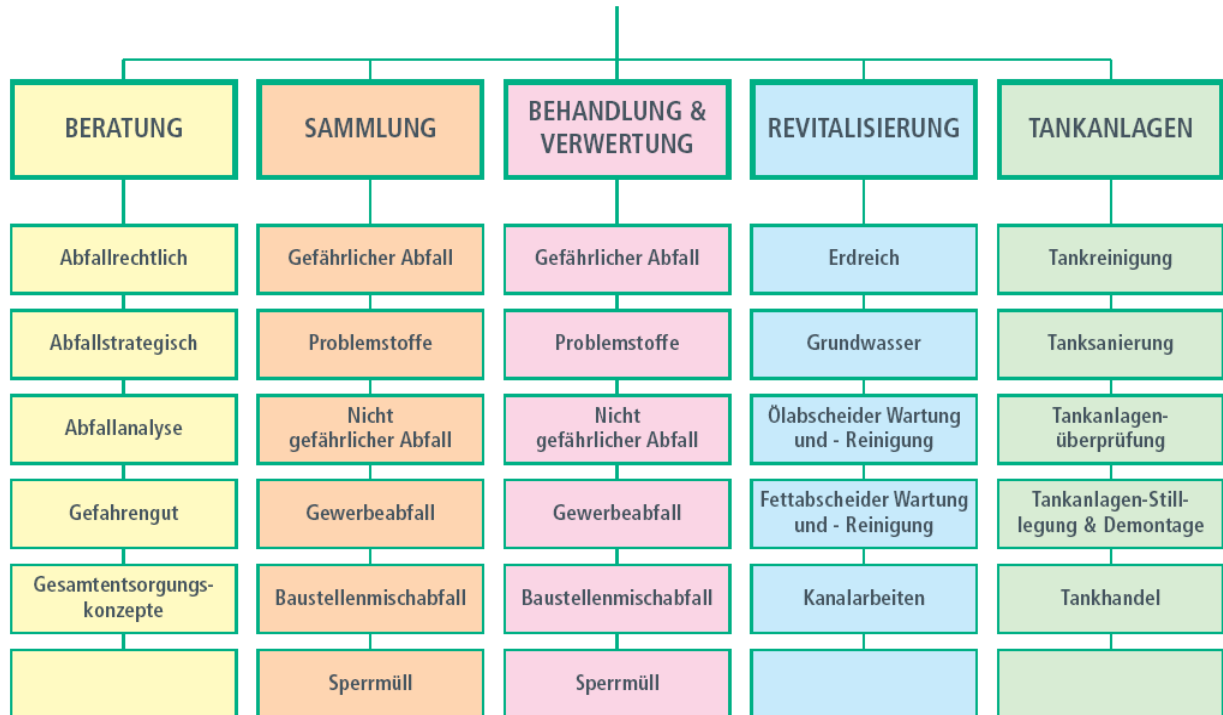 BERATUNG
Abfallrechtlich
Abfallstrategisch
Abfallanalyse
Gefahrengut
Gesamtentsorgungs-
konzepte
SAMMLUNG
Gefährlicher Abfall
Problemstoffe
Nicht
gefährlicher Abfall
Gewerbeabfall
Baustellenmischabfall
Sperrmüll
BEHANDLUNG &
VERWERTUNG
Gefährlicher Abfall
Problemstoffe
Nicht
gefährlicher Abfall
Gewerbeabfall
Baustellenmischabfall
Sperrmüll
REVITALISIERUNG
Erdreich
Grundwasser
Ölabscheider Wartung
und - Reinigung
Fettabscheider Wartung
und - Reinigung
Kanalarbeiten
TANKANLAGEN
Tankreinigung
Tanksanierung
Tankanlagen-
überprüfung
Tankanlagen-Still-
legung & Demontage
Tankhandel